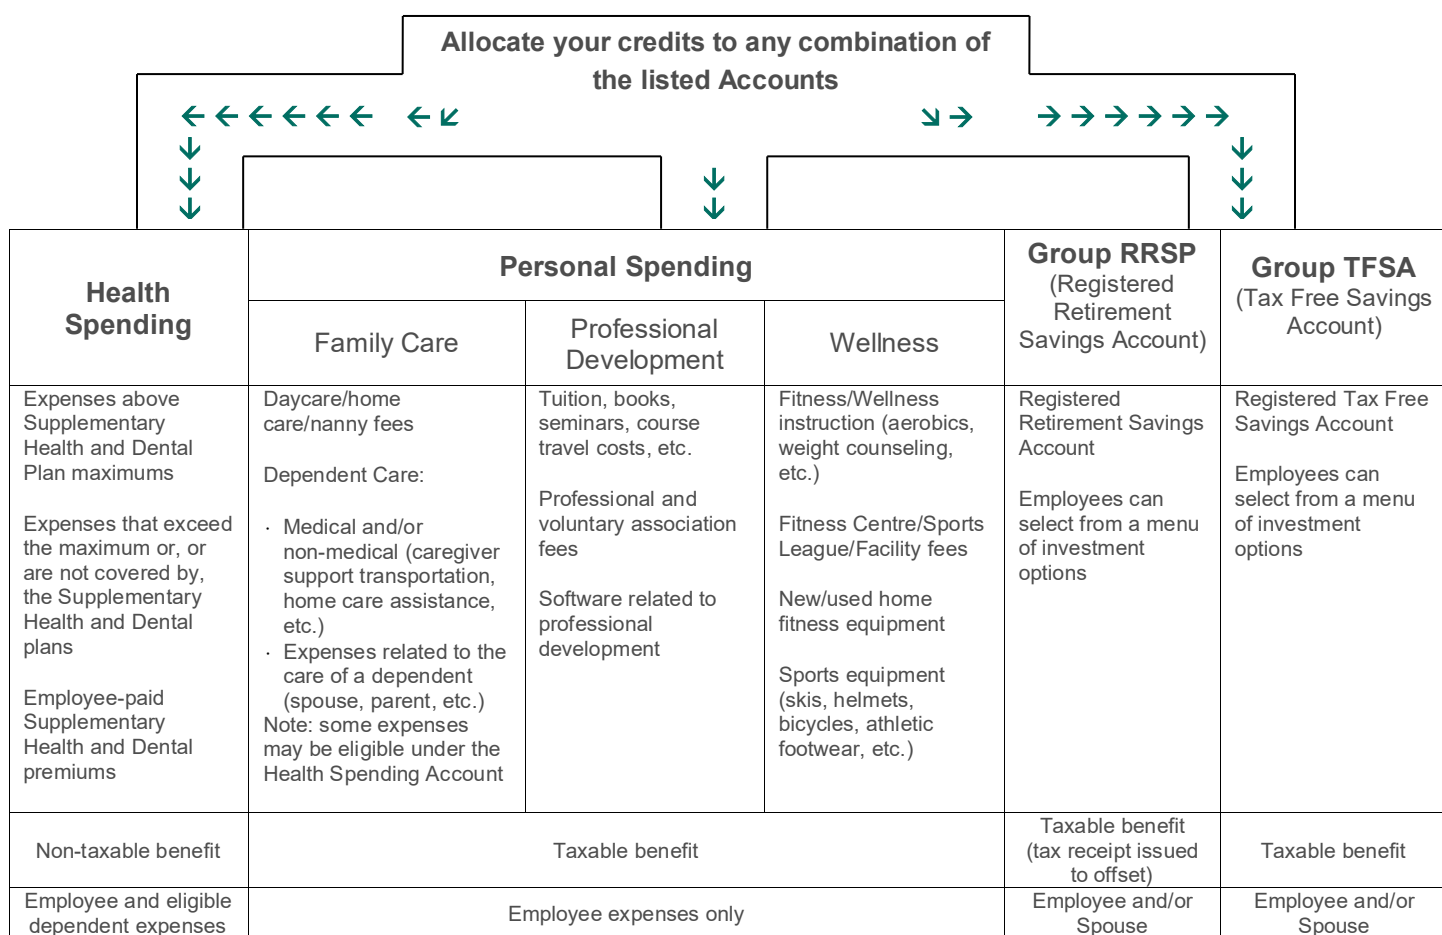 Allocate your credits to any combination of
the listed Accounts
Health
Spending
Personal Spending
Family Care
Professional
Development
Wellness
Group RRSP
(Registered
Retirement
Savings Account)
Group TFSA
(Tax Free Savings
Account)
Expenses above
Supplementary
Health and Dental
Plan maximums
Expenses that exceed
the maximum or, or
are not covered by,
the Supplementary
Health and Dental
plans
Employee-paid
Supplementary
Health and Dental
premiums
Daycare/home
care/nanny fees
Dependent Care:
· Medical and/or
non-medical (caregiver
support transportation,
home care assistance,
etc.)
· Expenses related to the
care of a dependent
(spouse, parent, etc.)
Note: some expenses
may be eligible under the
Health Spending Account
Tuition, books,
seminars, course
travel costs, etc.
Professional and
voluntary association
fees
Software related to
professional
development
Fitness/Wellness
instruction (aerobics,
weight counseling,
etc.)
Fitness Centre/Sports
League/Facility fees
New/used home
fitness equipment
Sports equipment
(skis, helmets,
bicycles, athletic
footwear, etc.)
Registered
Retirement Savings
Account
Employees can
select from a menu
of investment
options
Registered Tax Free
Savings Account
Employees can
select from a menu
of investment
options
Non-taxable benefit
Taxable benefit
Taxable benefit
(tax receipt issued
to offset)
Taxable benefit
Employee and eligible
dependent expenses
Employee expenses only
Employee and/or
Spouse
Employee and/or
Spouse